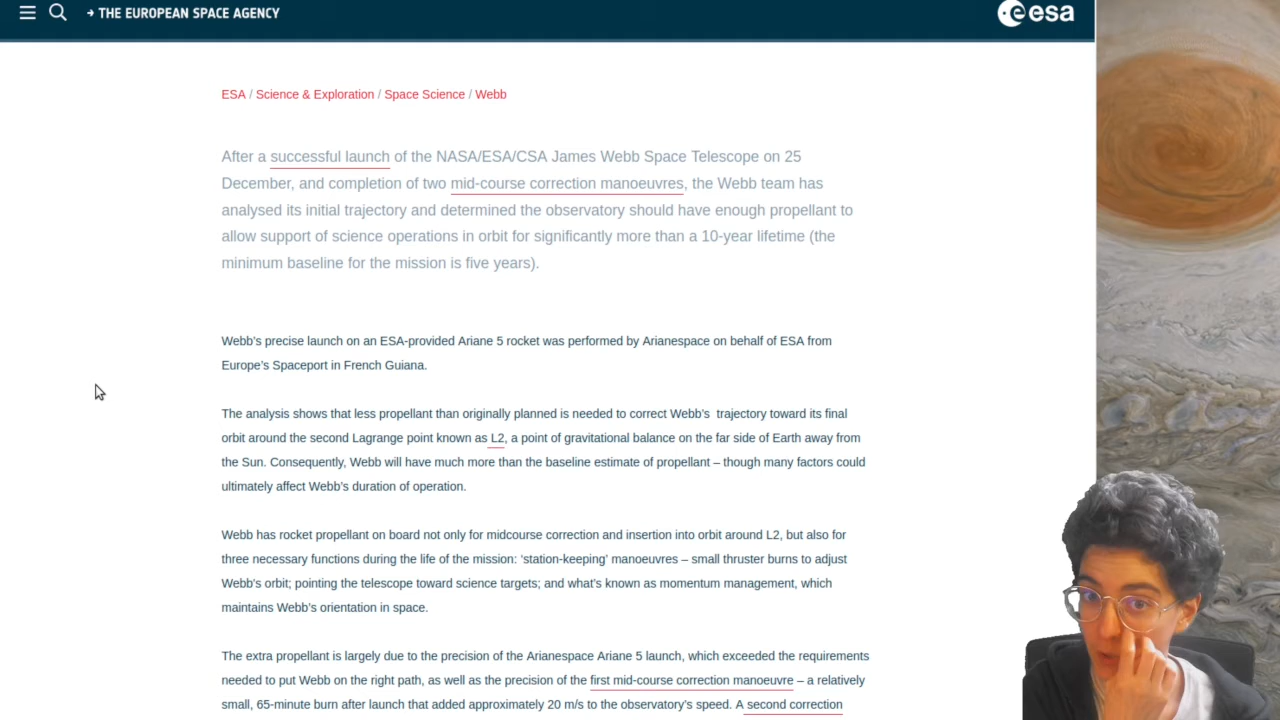 → THE EUROPEAN SPACE AGENCY
esa
ESA / Science & Exploration / Space Science / Webb
After a successful launch of the NASA/ESA/CSA James Webb Space Telescope on 25
December, and completion of two mid-course correction manoeuvres, the Webb team has
analysed its initial trajectory and determined the observatory should have enough propellant to
allow support of science operations in orbit for significantly more than a 10-year lifetime (the
minimum baseline for the mission is five years).
Webb's precise launch on an ESA-provided Ariane 5 rocket was performed by Arianespace on behalf of ESA from
Europe's Spaceport in French Guiana.
The analysis shows that less propellant than originally planned is needed to correct Webb's trajectory toward its final
orbit around the second Lagrange point known as L2, a point of gravitational balance on the far side of Earth away from
the Sun. Consequently, Webb will have much more than the baseline estimate of propellant – though many factors could
ultimately affect Webb's duration of operation.
Webb has rocket propellant on board not only for midcourse correction and insertion into orbit around L2, but also for
three necessary functions during the life of the mission: 'station-keeping' manoeuvres – small thruster burns to adjust
Webb's orbit; pointing the telescope toward science targets; and what's known as momentum management, which
maintains Webb's orientation in space.
The extra propellant is largely due to the precision of the Arianespace Ariane 5 launch, which exceeded the requirements
needed to put Webb on the right path, as well as the precision of the first mid-course correction manoeuvre – a relatively
small, 65-minute burn after launch that added approximately 20 m/s to the observatory's speed. A second correction